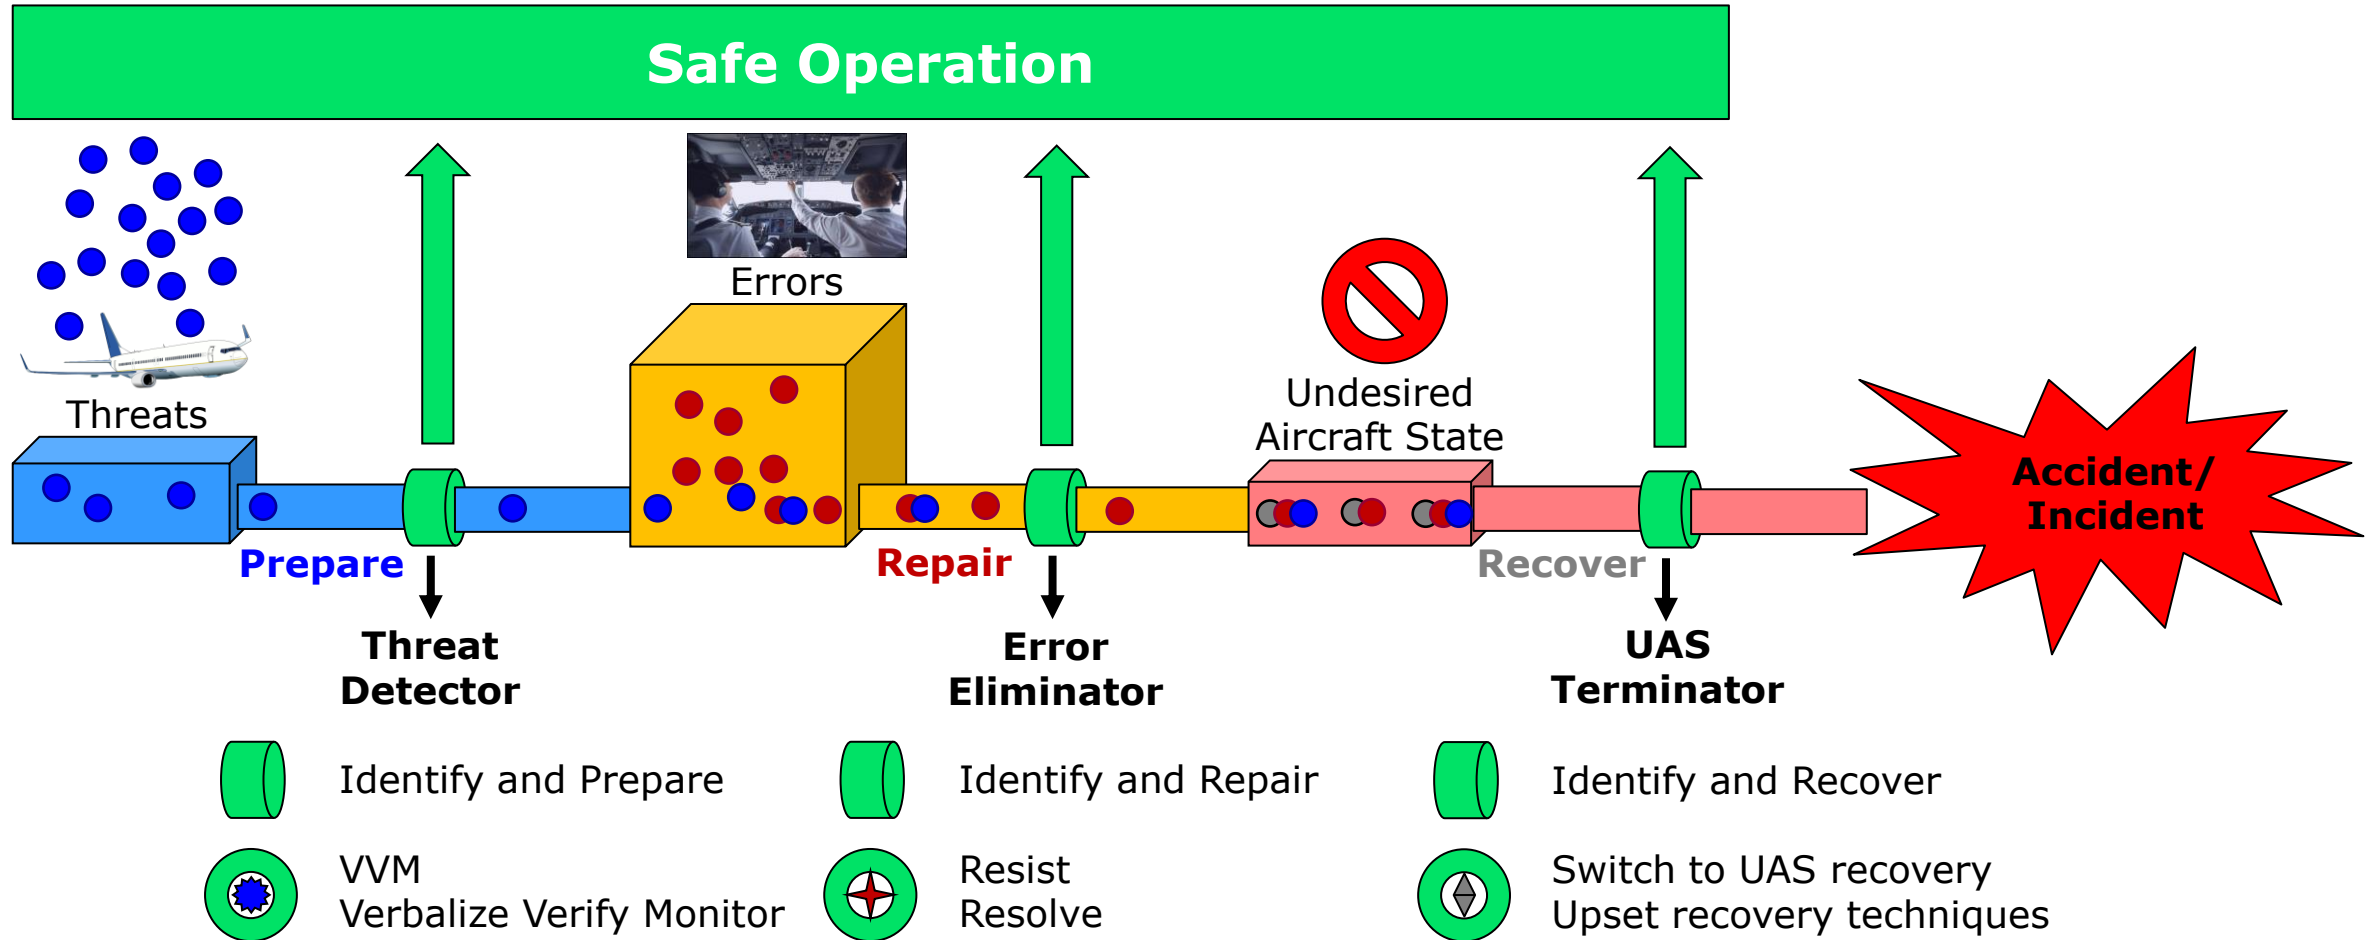 Safe Operation
Threats
Errors
Undesired
Aircraft State
Accident/
Incident
Prepare
Repair
Recover
Threat
Detector
Error
Eliminator
UAS
Terminator
Identify and Prepare
Identify and Repair
Identify and Recover
VVM
Verbalize Verify Monitor
Resist
Resolve
Switch to UAS recovery
Upset recovery techniques